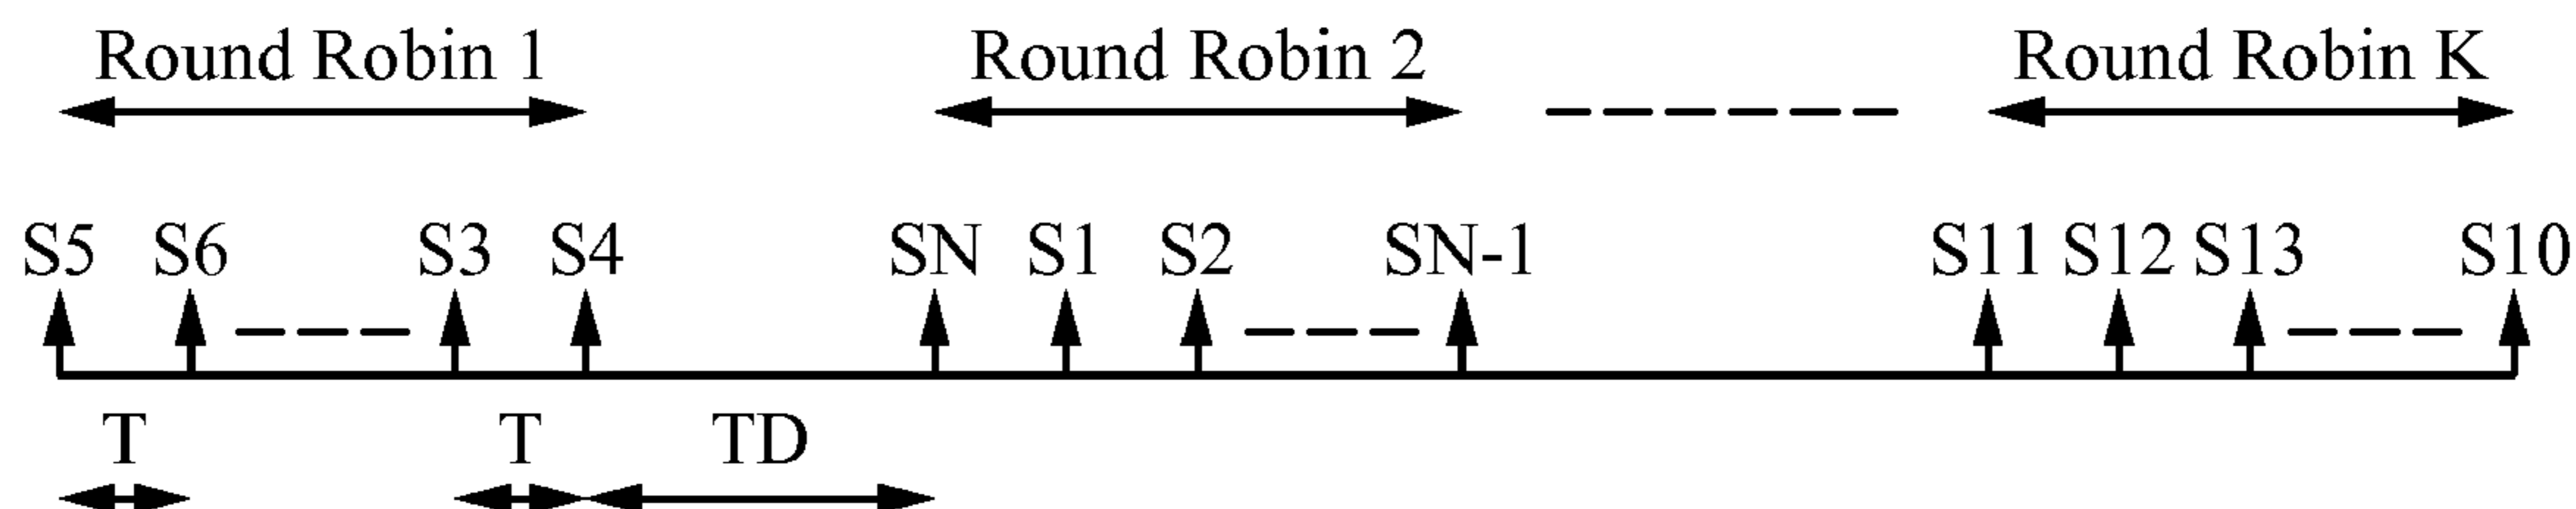 Round Robin 1 Round Robin 2 Round Robin K
S5 S6 S3 S4 SN S1 S2 SN-1 S11 S12 S13 S10
T T TD